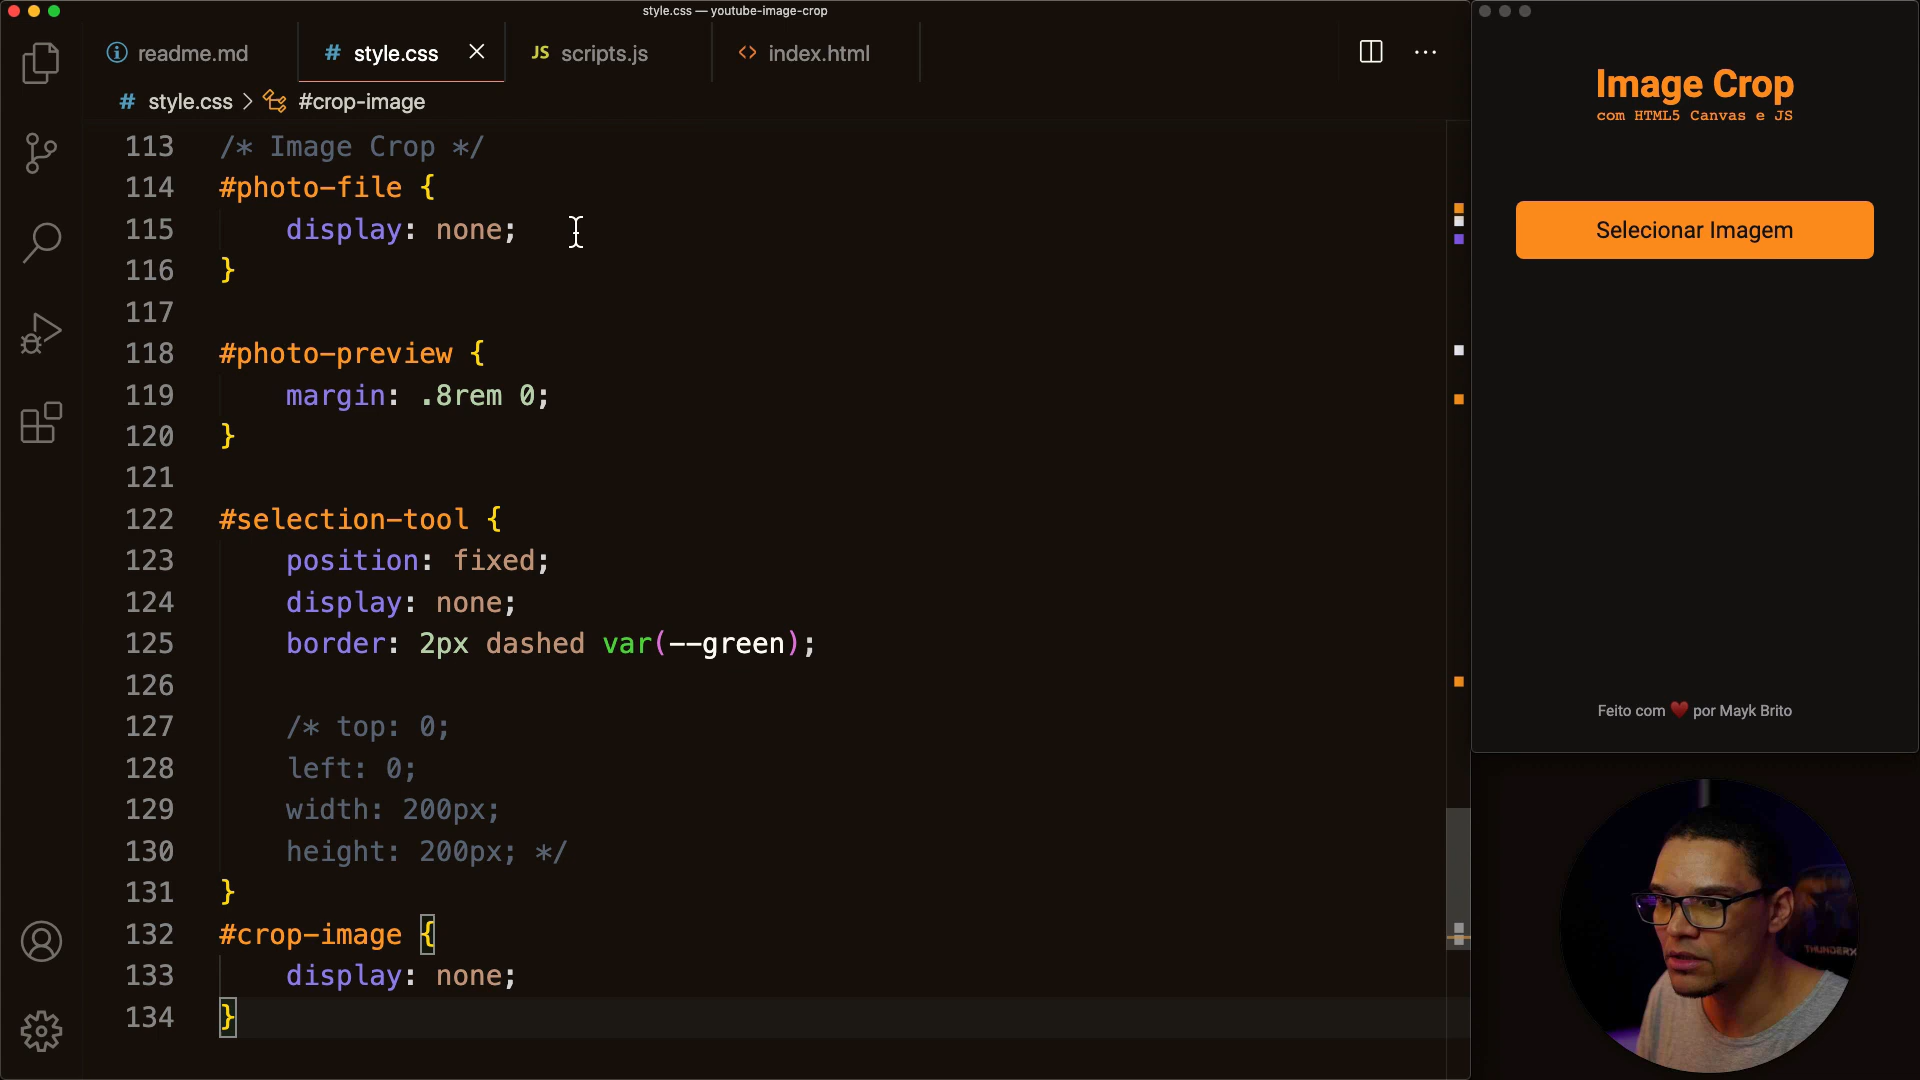 style.css — youtube-image-crop
readme.md
# style.css
JS scripts.js
<> index.html
# style.css > #crop-image
113 /* Image Crop */
114 #photo-file {
115 display: none;
116 }
117
118 #photo-preview {
119 margin: .8rem 0;
120 }
121
122 #selection-tool {
123 position: fixed;
124 display: none;
125 border: 2px dashed var(--green);
126
127 /* top: 0;
128 left: 0;
129 width: 200px;
130 height: 200px; */
131 }
132 #crop-image {
133 display: none;
134 }
Image Crop
com HTML5 Canvas e JS
Selecionar Imagem
Feito com ❤️ por Mayk Brito